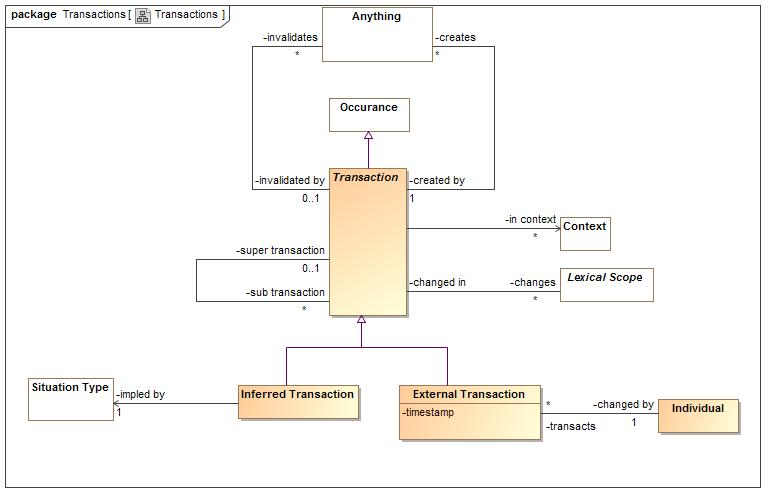 package Transactions [ Transactions ]
Anything
-invalidates
-creates
*
*
Occurance
Transaction
-invalidated by
-created by
0..1
1
-in context
*
Context
-super transaction
0..1
-changed in
-changes
*
Lexical Scope
-sub transaction
*
Situation Type
-impled by
1
Inferred Transaction
External Transaction
-timestamp
*
-transacts
-changed by
1
Individual